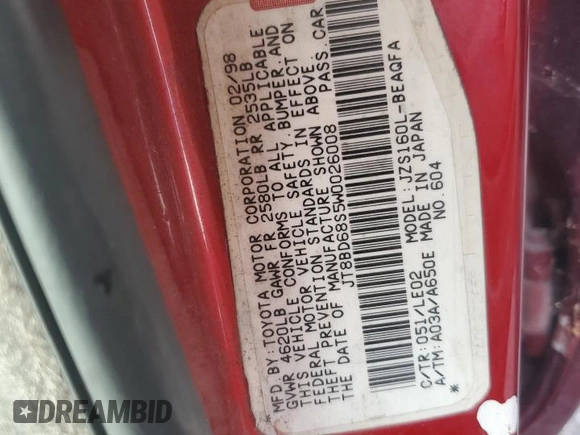 *MFD. BY: TOYOTA MOTOR CORPORATION 02/98
GVWR 4620LB GAWR FR 2580LB RR 2535LB
THIS VEHICLE CONFORMS TO ALL APPLICABLE
FEDERAL MOTOR VEHICLE SAFETY, BUMPER, AND
THEFT PREVENTION STANDARDS IN EFFECT ON
THE DATE OF MANUFACTURE SHOWN ABOVE.
JT8BD68S5W0026008 PASS. CAR
C/TR: 051/LE02 MODEL: JZS160L-BEAQFA
A/TM: A03A/A650E MADE IN JAPAN
* NO. 604
DREAMBID